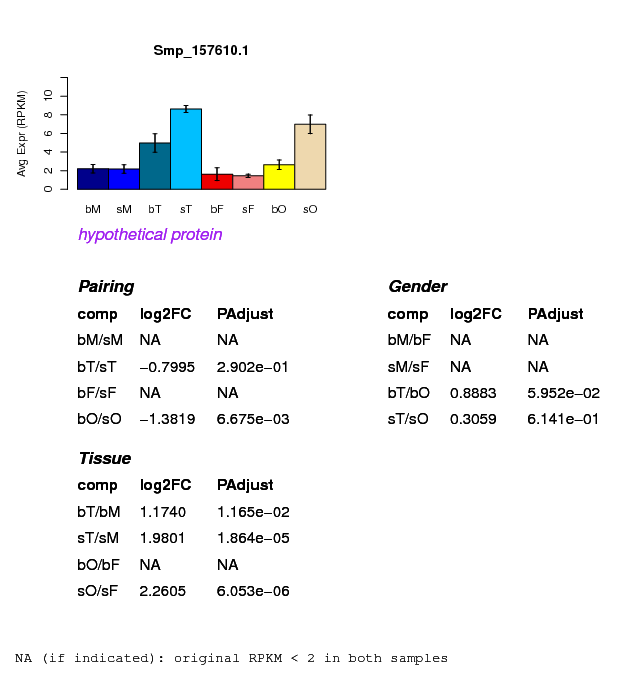 Smp_157610.1
Avg Expr (RPKM)
10
8
6
4
2
0
bM sM bT sT bF sF bO sO
hypothetical protein
Pairing
comp log2FC PAdjust
bM/sM NA NA
bT/sT −0.7995 2.902e−01
bF/sF NA NA
bO/sO −1.3819 6.675e−03
Gender
comp log2FC PAdjust
bM/bF NA NA
sM/sF NA NA
bT/bO 0.8883 5.952e−02
sT/sO 0.3059 6.141e−01
Tissue
comp log2FC PAdjust
bT/bM 1.1740 1.165e−02
sT/sM 1.9801 1.864e−05
bO/bF NA NA
sO/sF 2.2605 6.053e−06
NA (if indicated): original RPKM < 2 in both samples